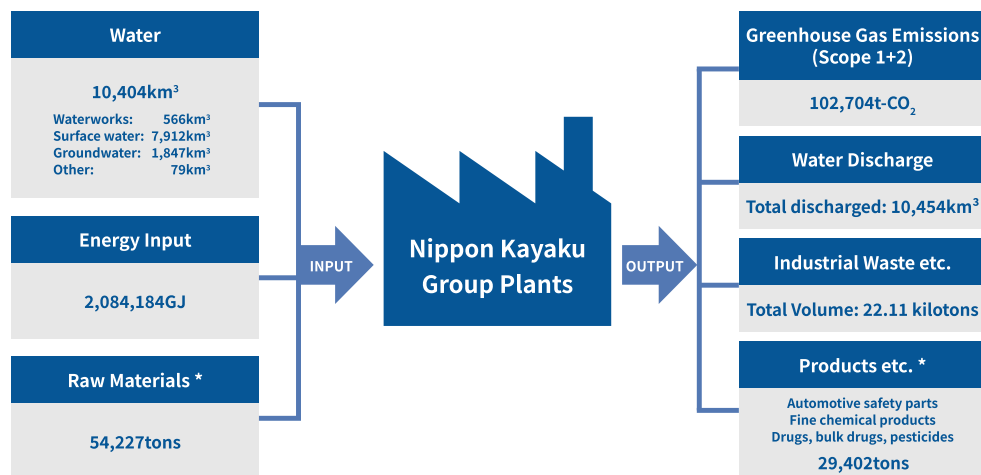 Water
10,404km³
Waterworks: 566km³
Surface water: 7,912km³
Groundwater: 1,847km³
Other: 79km³
Energy Input
2,084,184GJ
Raw Materials *
54,227tons
INPUT
Nippon Kayaku
Group Plants
OUTPUT
Greenhouse Gas Emissions
(Scope 1+2)
102,704t-CO₂
Water Discharge
Total discharged: 10,454km³
Industrial Waste etc.
Total Volume: 22.11 kilotons
Products etc. *
Automotive safety parts
Fine chemical products
Drugs, bulk drugs, pesticides
29,402tons